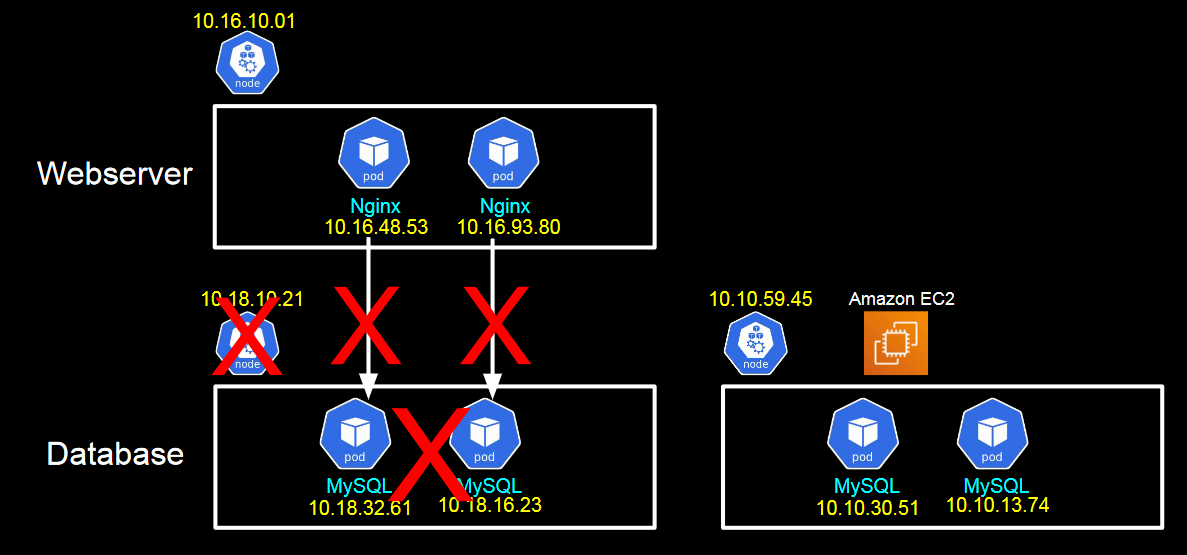 10.16.10.01
node
Webserver
pod
pod
Nginx
Nginx
10.16.48.53
10.16.93.80
10.18.10.21
node
10.10.59.45
node
Amazon EC2
Database
pod
pod
MySQL
MySQL
10.18.32.61
10.18.16.23
pod
pod
MySQL
MySQL
10.10.30.51
10.10.13.74